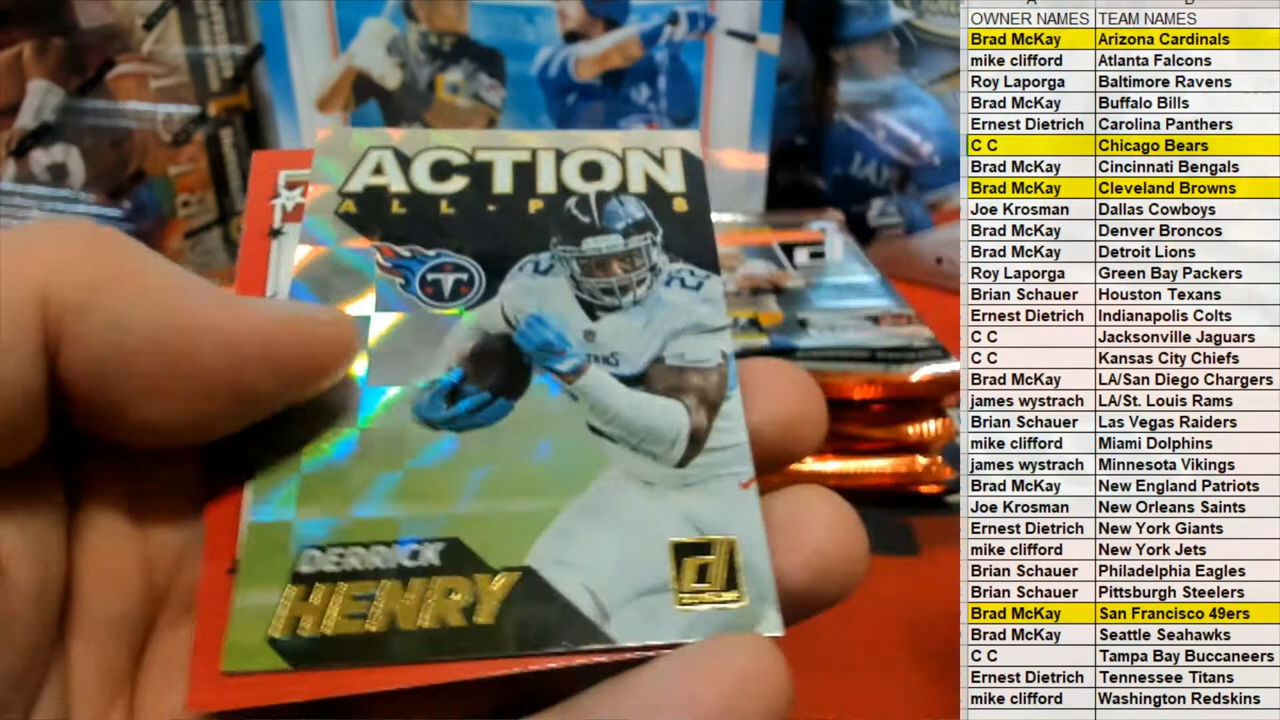 ACTION
ALL-PROS
T
22
TITANS
DERRICK
HENRY
d
OWNER NAMES TEAM NAMES
Brad McKay Arizona Cardinals
mike clifford Atlanta Falcons
Roy Laporga Baltimore Ravens
Brad McKay Buffalo Bills
Ernest Dietrich Carolina Panthers
C C Chicago Bears
Brad McKay Cincinnati Bengals
Brad McKay Cleveland Browns
Joe Krosman Dallas Cowboys
Brad McKay Denver Broncos
Brad McKay Detroit Lions
Roy Laporga Green Bay Packers
Brian Schauer Houston Texans
Ernest Dietrich Indianapolis Colts
C C Jacksonville Jaguars
C C Kansas City Chiefs
Brad McKay LA/San Diego Chargers
james wystrach LA/St. Louis Rams
Brian Schauer Las Vegas Raiders
mike clifford Miami Dolphins
james wystrach Minnesota Vikings
Brad McKay New England Patriots
Joe Krosman New Orleans Saints
Ernest Dietrich New York Giants
mike clifford New York Jets
Brian Schauer Philadelphia Eagles
Brian Schauer Pittsburgh Steelers
Brad McKay San Francisco 49ers
Brad McKay Seattle Seahawks
C C Tampa Bay Buccaneers
Ernest Dietrich Tennessee Titans
mike clifford Washington Redskins